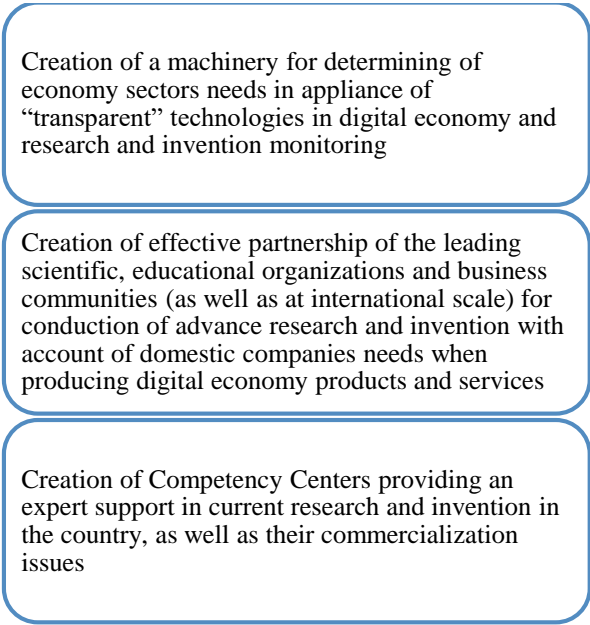 Creation of a machinery for determining of
economy sectors needs in appliance of
“transparent” technologies in digital economy and
research and invention monitoring
Creation of effective partnership of the leading
scientific, educational organizations and business
communities (as well as at international scale) for
conduction of advance research and invention with
account of domestic companies needs when
producing digital economy products and services
Creation of Competency Centers providing an
expert support in current research and invention in
the country, as well as their commercialization
issues